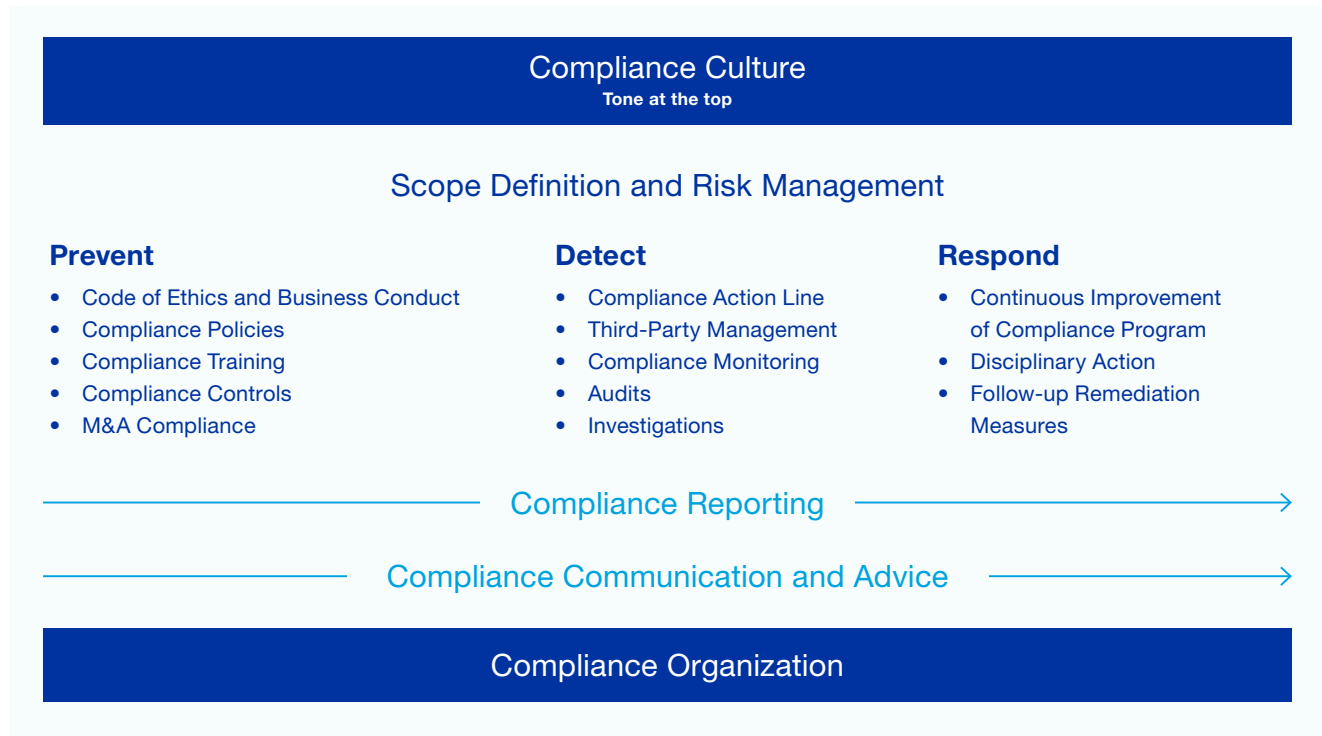 Compliance Culture
Tone at the top
Scope Definition and Risk Management
Prevent
• Code of Ethics and Business Conduct
• Compliance Policies
• Compliance Training
• Compliance Controls
• M&A Compliance
Detect
• Compliance Action Line
• Third-Party Management
• Compliance Monitoring
• Audits
• Investigations
Respond
• Continuous Improvement
of Compliance Program
• Disciplinary Action
• Follow-up Remediation
Measures
Compliance Reporting
Compliance Communication and Advice
Compliance Organization